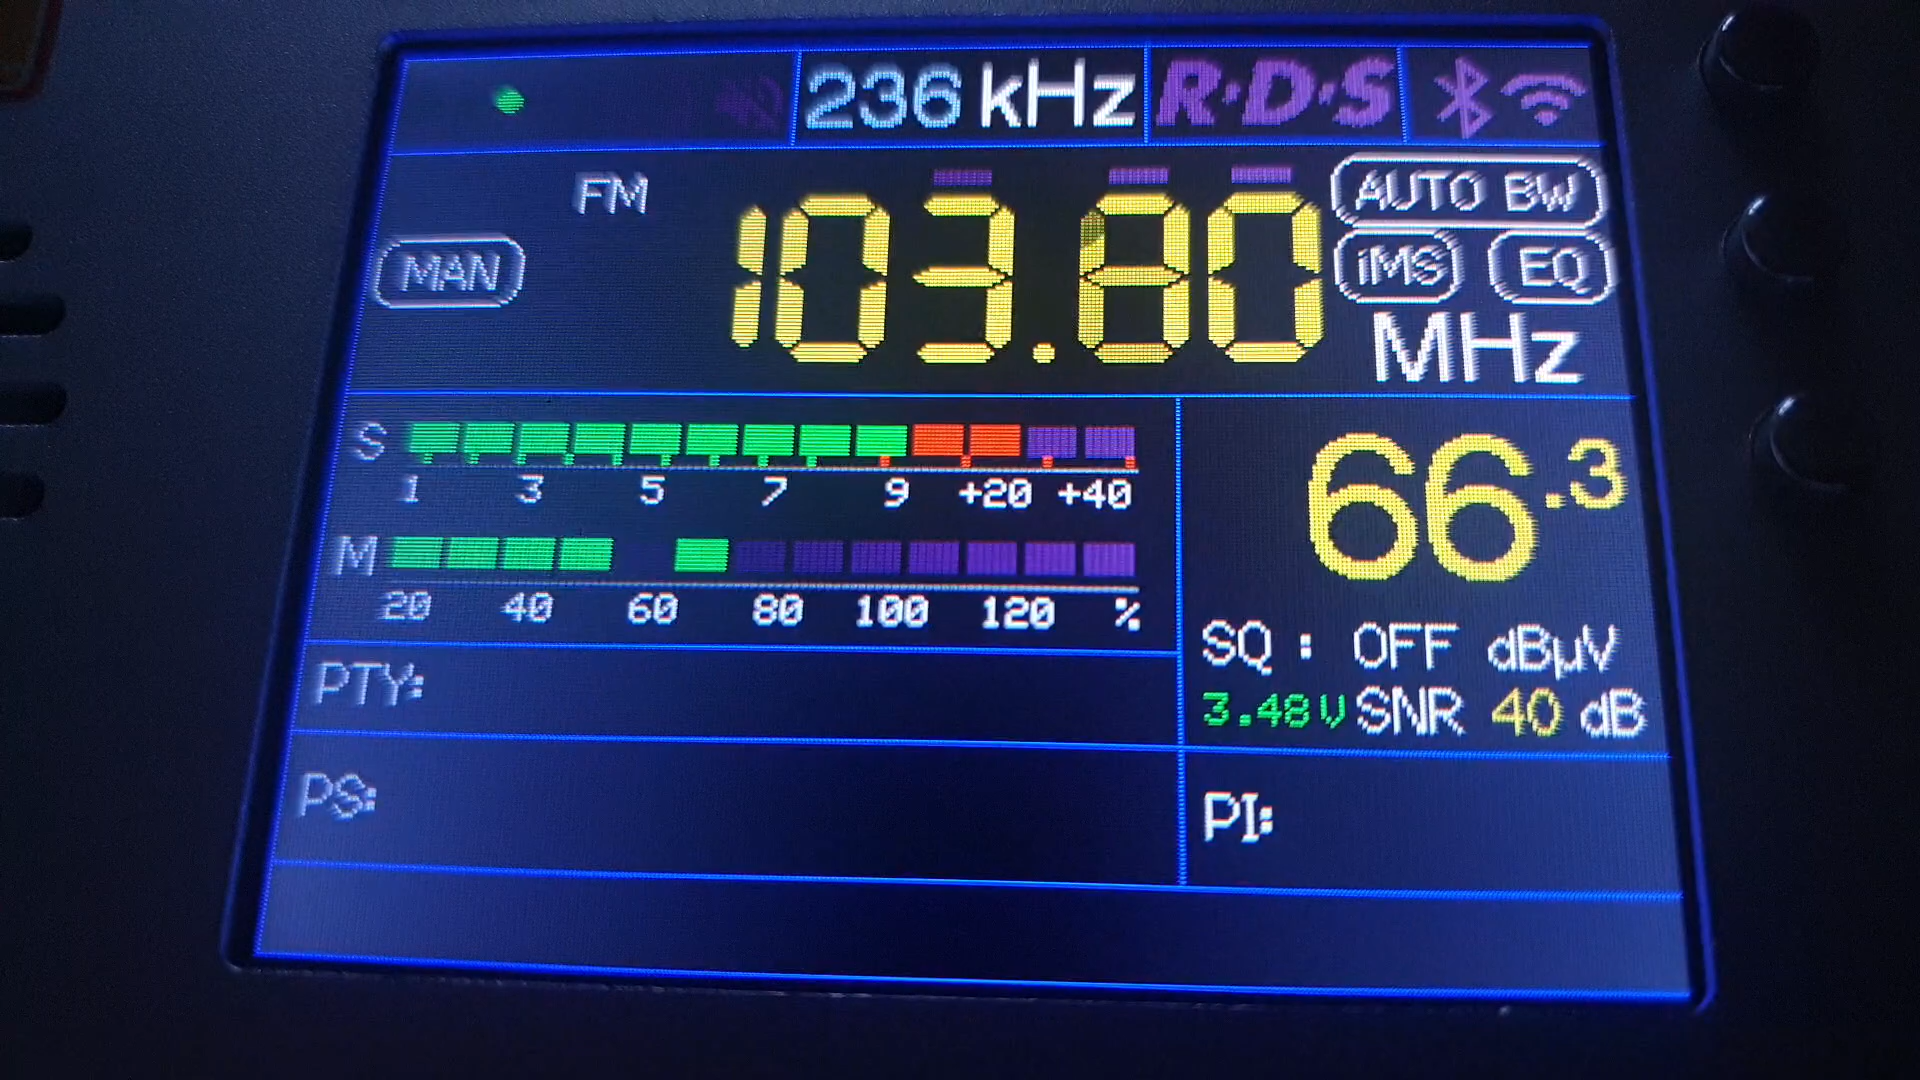 236 kHz R·D·S
FM 103.80 MHz
AUTO BW
MAN
iMS EQ
S
1 3 5 7 9 +20 +40
M
20 40 60 80 100 120 %
66.3
SQ : OFF dBµV
3.48V SNR 40 dB
PTY:
PS:
PI: